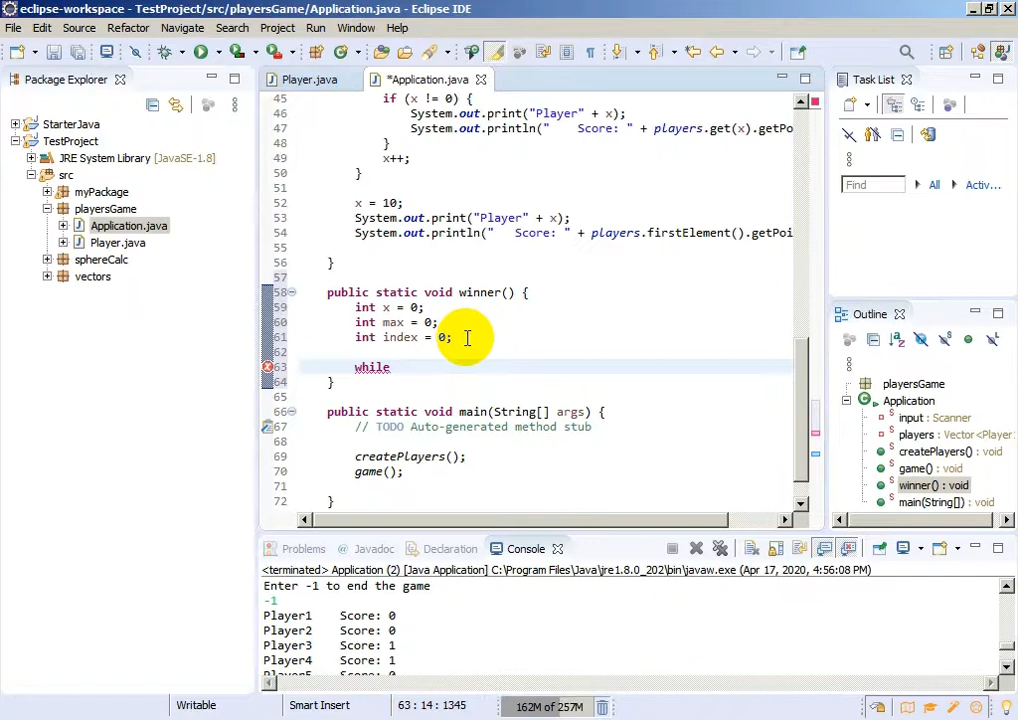 eclipse-workspace - TestProject/src/playersGame/Application.java - Eclipse IDE
File Edit Source Refactor Navigate Search Project Run Window Help
Package Explorer
StarterJava
TestProject
JRE System Library [JavaSE-1.8]
src
myPackage
playersGame
Application.java
Player.java
sphereCalc
vectors
Player.java
*Application.java
45 if (x != 0) {
46 System.out.print("Player" + x);
47 System.out.println("    Score: " + players.get(x).getPo
48 }
49 x++;
50 }
51
52 x = 10;
53 System.out.print("Player" + x);
54 System.out.println("   Score: " + players.firstElement().getPoi
55
56 }
57
58 public static void winner() {
59 int x = 0;
60 int max = 0;
61 int index = 0;
62
63 while
64 }
65
66 public static void main(String[] args) {
67 // TODO Auto-generated method stub
68
69 createPlayers();
70 game();
71
72 }
Task List
Find
All
Activ...
Outline
playersGame
Application
input : Scanner
players : Vector<Player
createPlayers() : void
game() : void
winner() : void
main(String[]) : void
Problems
Javadoc
Declaration
Console
<terminated> Application (2) [Java Application] C:\Program Files\Java\jre1.8.0_202\bin\javaw.exe (Apr 17, 2020, 4:56:08 PM)
Enter -1 to end the game
-1
Player1    Score: 0
Player2    Score: 0
Player3    Score: 1
Player4    Score: 1
Writable
Smart Insert
63 : 14 : 1345
162M of 257M